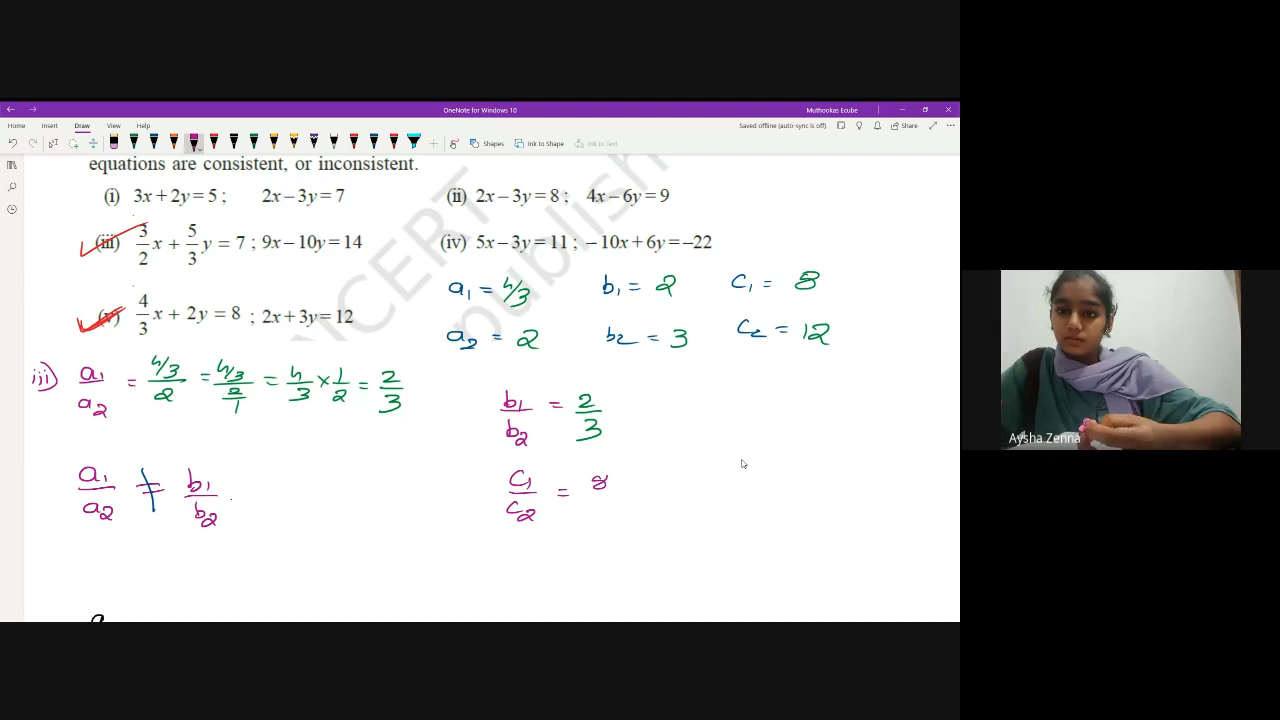 OneNote for Windows 10
Muthookas Ecube
Home Insert Draw View Help
Saved offline (auto-sync is off)
Share
Shapes Ink to Shape Ink to Text
equations are consistent, or inconsistent.
(i) 3x + 2y = 5 ; 2x – 3y = 7 (ii) 2x – 3y = 8 ; 4x – 6y = 9
(iii) 3/2 x + 5/3 y = 7 ; 9x – 10y = 14 (iv) 5x – 3y = 11 ; – 10x + 6y = –22
a₁ = 4/3 b₁ = 2 c₁ = 8
(v) 4/3 x + 2y = 8 ; 2x + 3y = 12
a₂ = 2 b₂ = 3 c₂ = 12
NCERT
publish
iii) a₁/a₂ = 4/3/2 = 4/3/2/1 = 4/3 × 1/2 = 2/3
b₁/b₂ = 2/3
a₁/a₂ ≠ b₁/b₂
c₁/c₂ = 8
Aysha Zenna